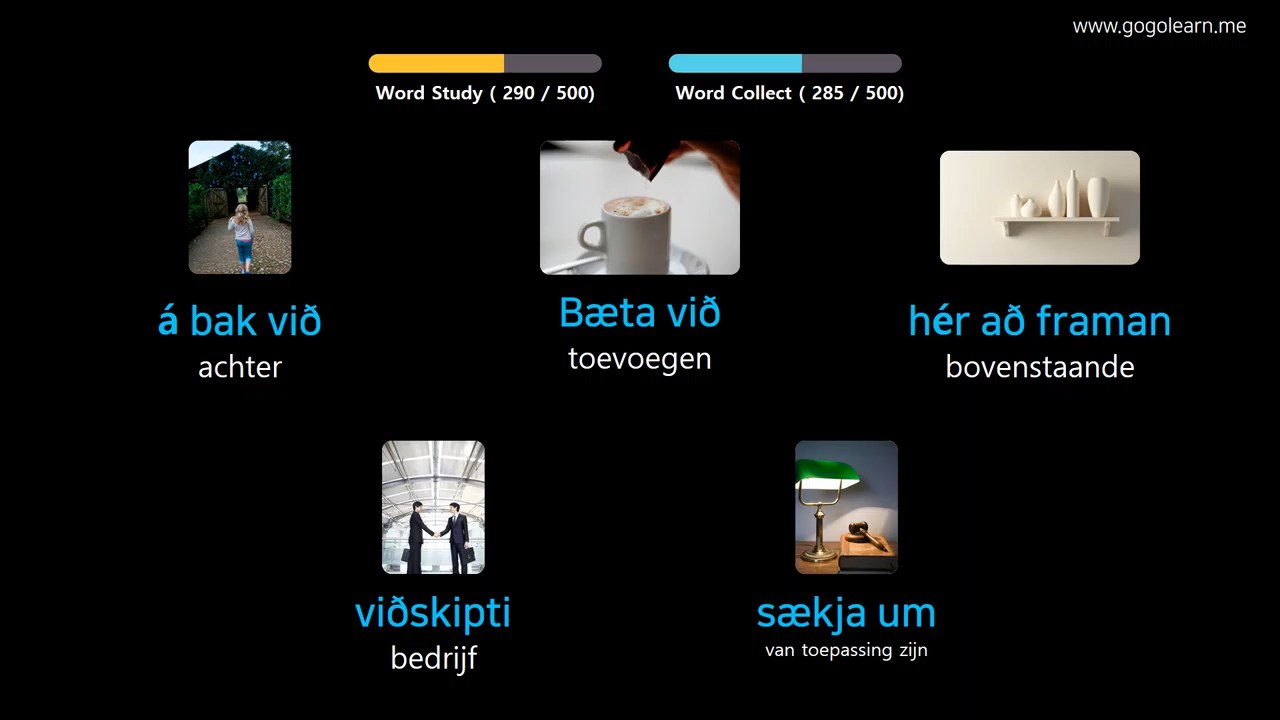 www.gogolearn.me
Word Study ( 290 / 500)
Word Collect ( 285 / 500)
á bak við
achter
Bæta við
toevoegen
hér að framan
bovenstaande
viðskipti
bedrijf
sækja um
van toepassing zijn